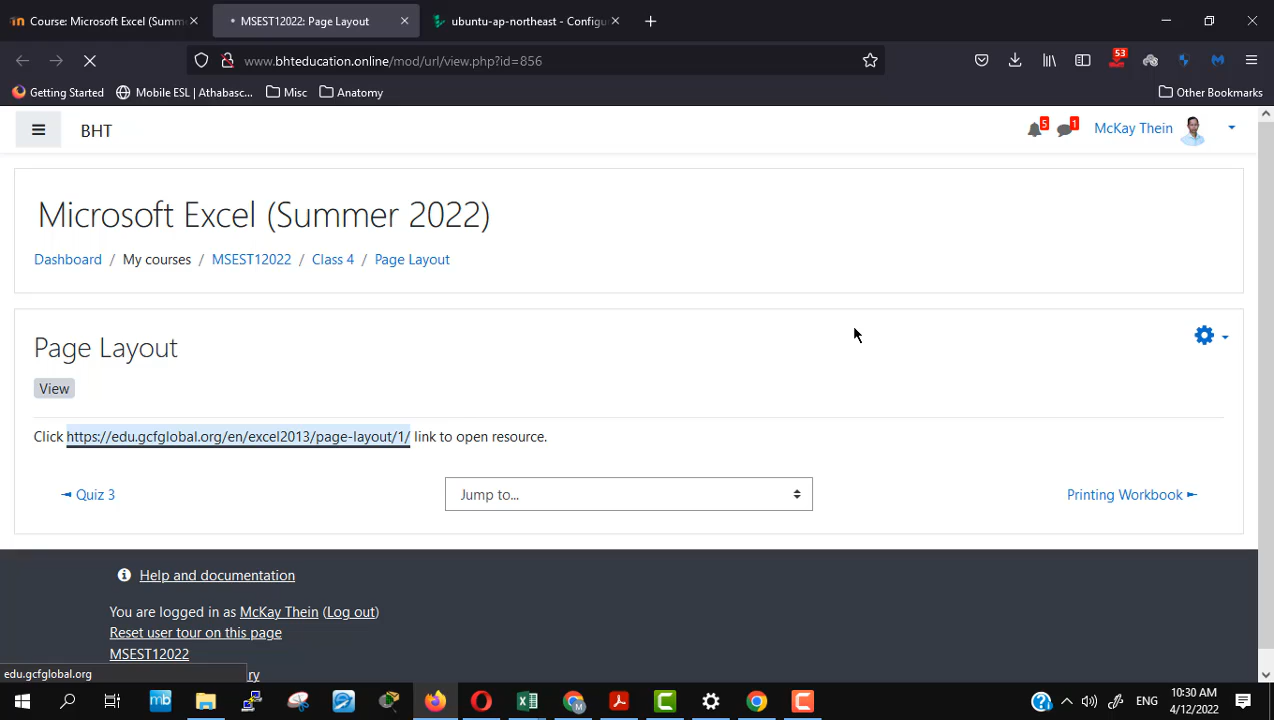 Course: Microsoft Excel (Summ
MSEST12022: Page Layout
ubuntu-ap-northeast - Configu
www.bhteducation.online/mod/url/view.php?id=856
53
Getting Started
Mobile ESL | Athabasc...
Misc
Anatomy
Other Bookmarks
BHT
5
1
McKay Thein
Microsoft Excel (Summer 2022)
Dashboard / My courses / MSEST12022 / Class 4 / Page Layout
Page Layout
View
Click https://edu.gcfglobal.org/en/excel2013/page-layout/1/ link to open resource.
◄ Quiz 3
Jump to...
Printing Workbook ►
Help and documentation
You are logged in as McKay Thein (Log out)
Reset user tour on this page
MSEST12022
edu.gcfglobal.org
ry
mb
M
ENG
10:30 AM
4/12/2022